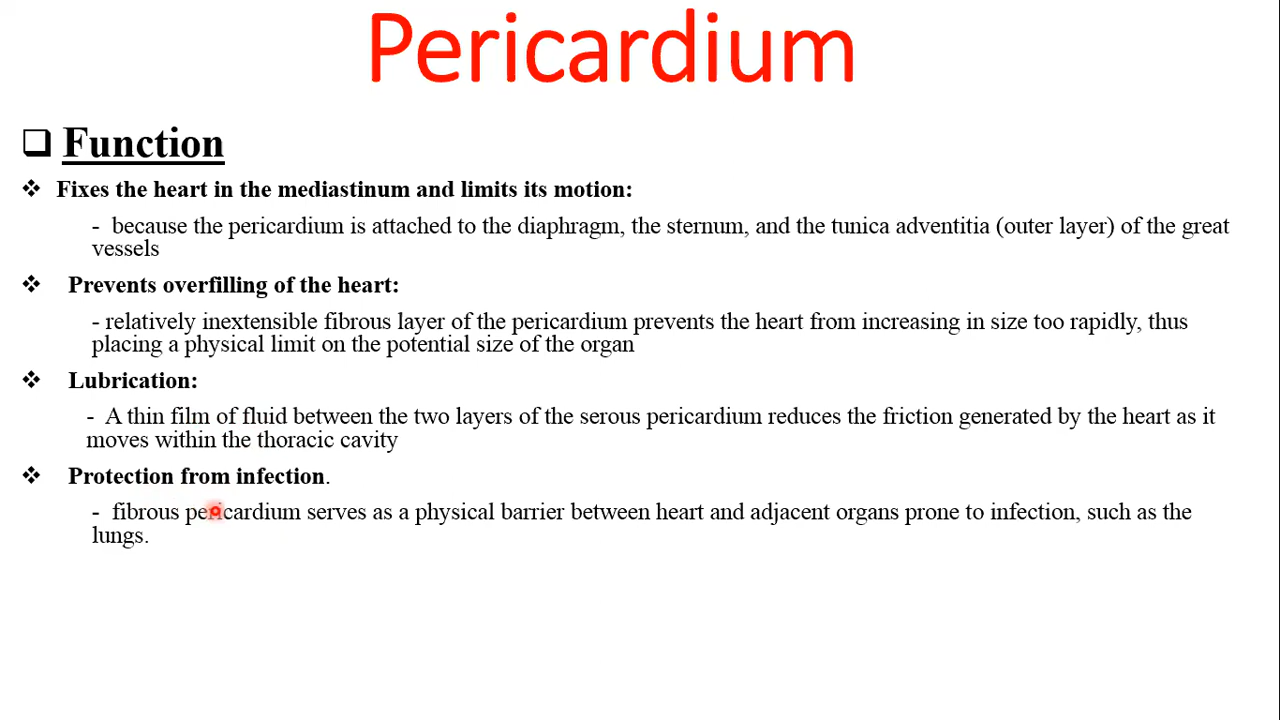 Pericardium
Function
Fixes the heart in the mediastinum and limits its motion:
- because the pericardium is attached to the diaphragm, the sternum, and the tunica adventitia (outer layer) of the great
vessels
Prevents overfilling of the heart:
- relatively inextensible fibrous layer of the pericardium prevents the heart from increasing in size too rapidly, thus
placing a physical limit on the potential size of the organ
Lubrication:
- A thin film of fluid between the two layers of the serous pericardium reduces the friction generated by the heart as it
moves within the thoracic cavity
Protection from infection.
- fibrous pericardium serves as a physical barrier between heart and adjacent organs prone to infection, such as the
lungs.